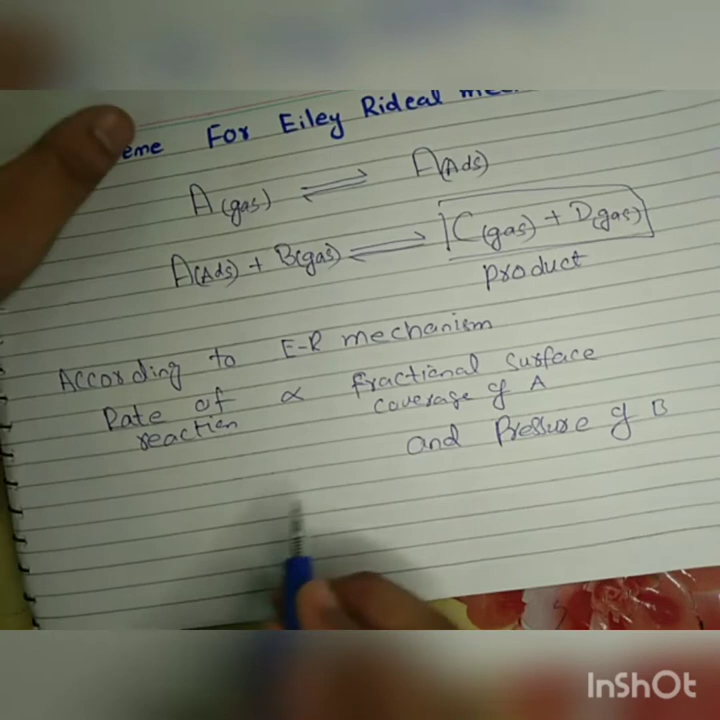 eme For Eiley Rideal
A(gas) ⇌ A(Ads)
A(Ads) + B(gas) ⇌ C(gas) + D(gas)
product
According to E-R mechanism
Rate of reaction ∝ fractional surface coverage of A
and Pressure of B
InShOt